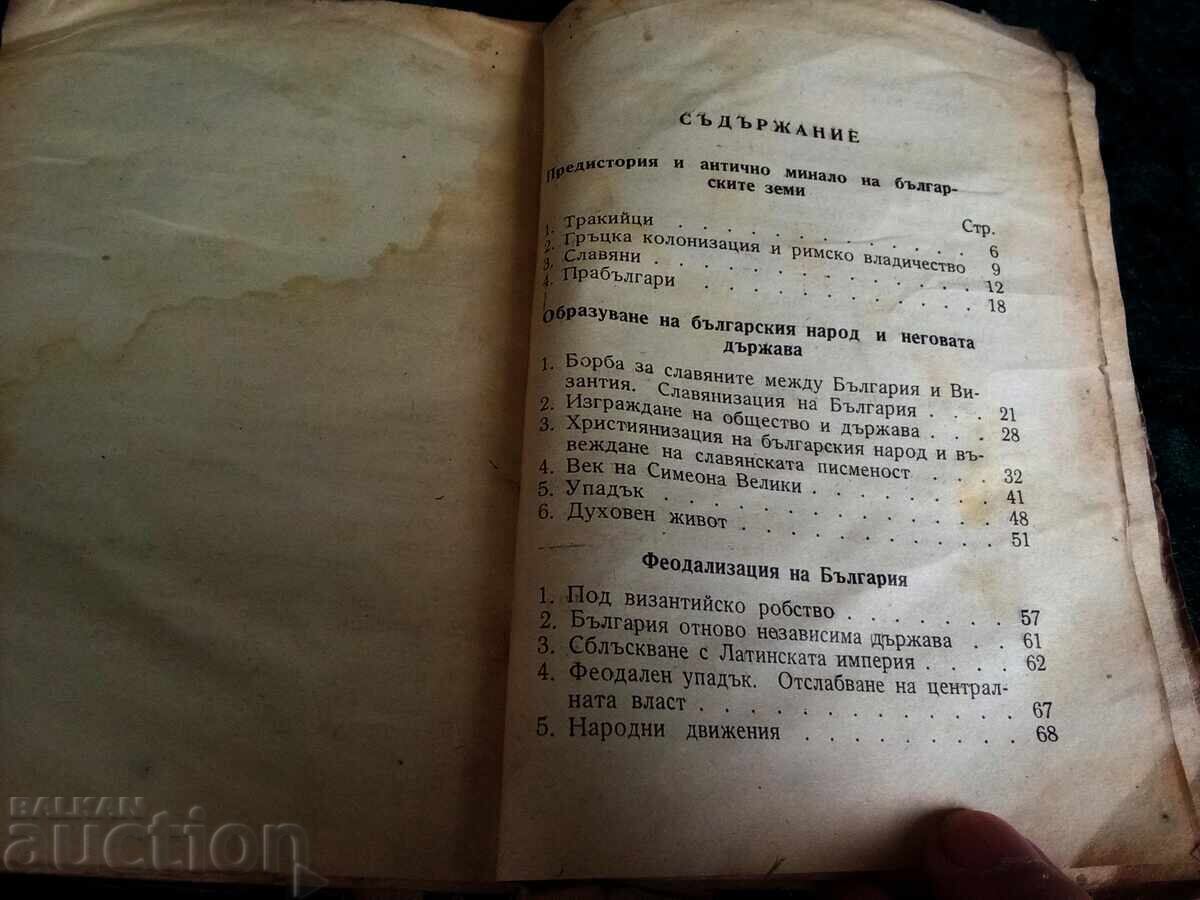 СЪДЪРЖАНИЕ
Предистория и антично минало на българ-
ските земи
Стр.
1. Тракийци . . . . . . . . . . . . . 6
2. Гръцка колонизация и римско владичество 9
3. Славяни . . . . . . . . . . . . . 12
4. Прабългари . . . . . . . . . . . . 18
Образуване на българския народ и неговата
държава
1. Борба за славяните между България и Ви-
зантия. Славянизация на България . . . 21
2. Изграждане на общество и държава . . . 28
3. Християнизация на българския народ и въ-
веждане на славянската писменост . . . 32
4. Век на Симеона Велики . . . . . . . 41
5. Упадък . . . . . . . . . . . . . 48
6. Духовен живот . . . . . . . . . . . 51
Феодализация на България
1. Под византийско робство . . . . . . . 57
2. България отново независима държава . . 61
3. Сблъскване с Латинската империя . . . . 62
4. Феодален упадък. Отслабване на централ-
ната власт . . . . . . . . . . . . 67
5. Народни движения . . . . . . . . . 68
BALKAN
auction